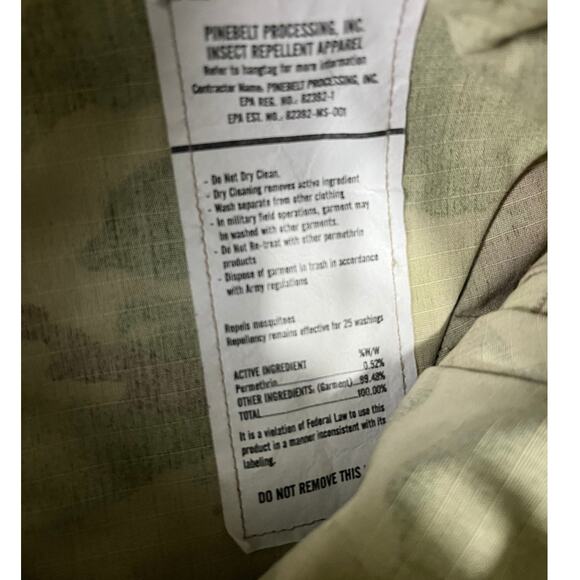 PINEBELT PROCESSING, INC.
INSECT REPELLENT APPAREL
Refer to hangtag for more information
Contractor Name: PINEBELT PROCESSING, INC.
EPA REG. NO.: 82392-1
EPA EST. NO.: 82392-MS-001
- Do Not Dry Clean.
- Dry Cleaning removes active ingredient
- Wash separate from other clothing
- In military field operations, garment may
be washed with other garments.
- Do Not Re-treat with other permethrin
products
- Dispose of garment in trash in accordance
with Army regulations
Repels mosquitoes
Repellency remains effective for 25 washings
%W/W
ACTIVE INGREDIENT
Permethrin 0.52%
OTHER INGREDIENTS: (Garment) 99.48%
TOTAL 100.00%
It is a violation of Federal Law to use this
product in a manner inconsistent with its
labeling.
DO NOT REMOVE THIS